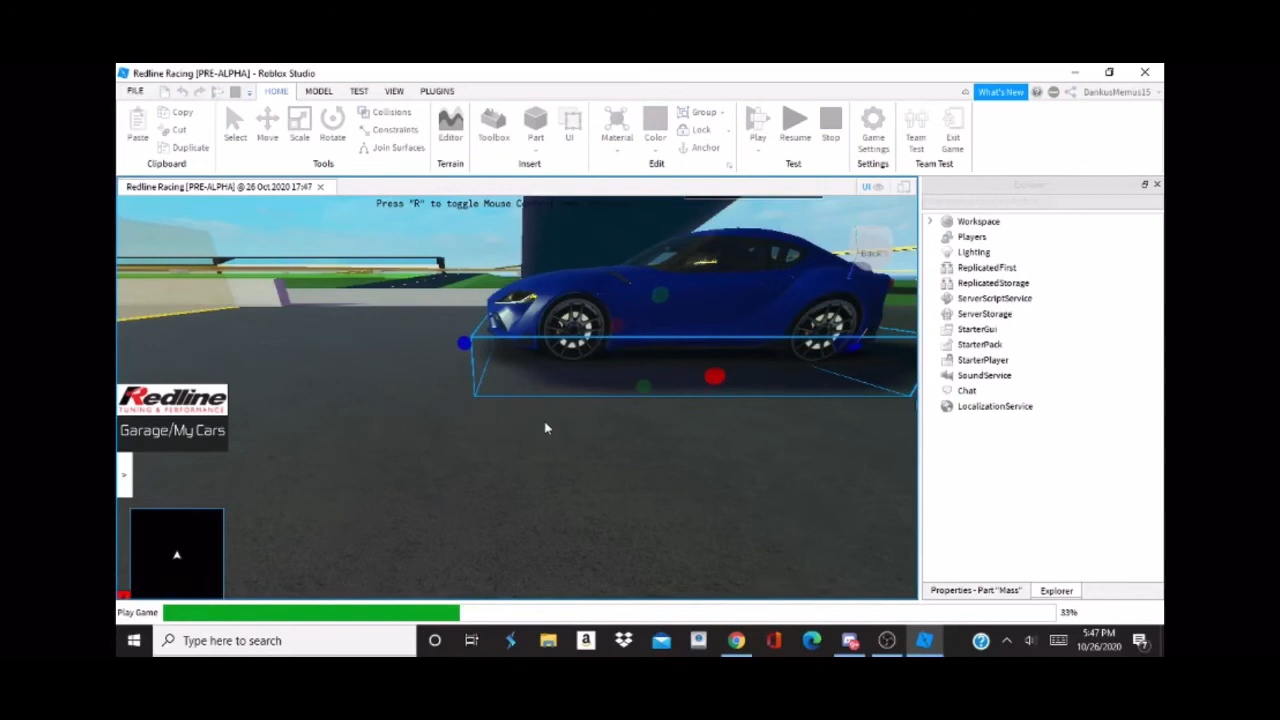 Redline Racing [PRE-ALPHA] - Roblox Studio
FILE HOME MODEL TEST VIEW PLUGINS What's New DankusMemus15
Paste Copy Cut Duplicate Clipboard
Select Move Scale Rotate Collisions Constraints Join Surfaces Tools
Editor Terrain
Toolbox Part UI Insert
Material Color Group Lock Anchor Edit
Play Resume Stop Test
Game Settings Settings
Team Test Exit Game Team Test
Redline Racing [PRE-ALPHA] @ 26 Oct 2020 17:47 UI
Explorer
Press "R" to toggle Mouse
Back
Workspace
Players
Lighting
ReplicatedFirst
ReplicatedStorage
ServerScriptService
ServerStorage
StarterGui
StarterPack
StarterPlayer
SoundService
Chat
LocalizationService
Redline
TUNING & PERFORMANCE
Garage/My Cars
>
Properties - Part "Mass" Explorer
Play Game 33%
Type here to search
5:47 PM
10/26/2020